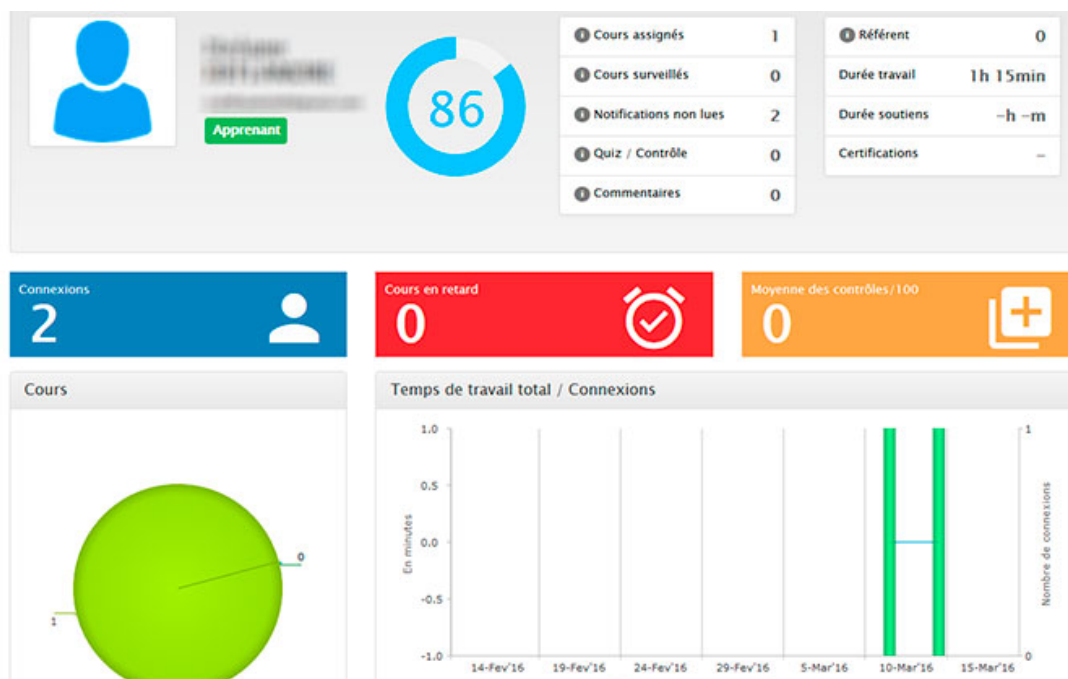 Apprenant
86
Cours assignés 1
Cours surveillés 0
Notifications non lues 2
Quiz / Contrôle 0
Commentaires 0
Référent 0
Durée travail 1h 15min
Durée soutiens -h -m
Certifications -
Connexions
2
Cours en retard
0
Moyenne des contrôles/100
0
Cours
0
1
Temps de travail total / Connexions
En minutes
1.0
0.5
0.0
-0.5
-1.0
14-Fev'16 19-Fev'16 24-Fev'16 29-Fev'16 5-Mar'16 10-Mar'16 15-Mar'16
1
0
Nombre de connexions